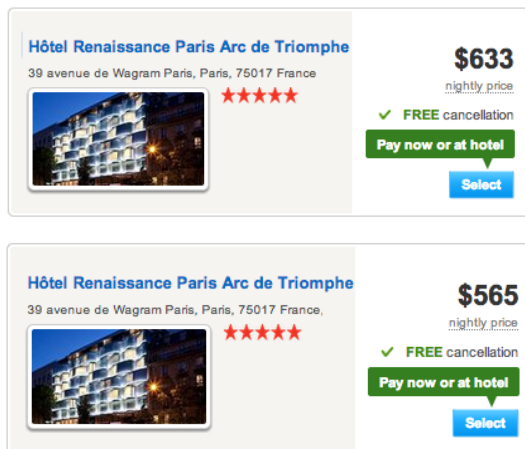 Hôtel Renaissance Paris Arc de Triomphe
39 avenue de Wagram Paris, Paris, 75017 France
$633
nightly price
✓ FREE cancellation
Pay now or at hotel
Select
Hôtel Renaissance Paris Arc de Triomphe
39 avenue de Wagram Paris, Paris, 75017 France,
$565
nightly price
✓ FREE cancellation
Pay now or at hotel
Select